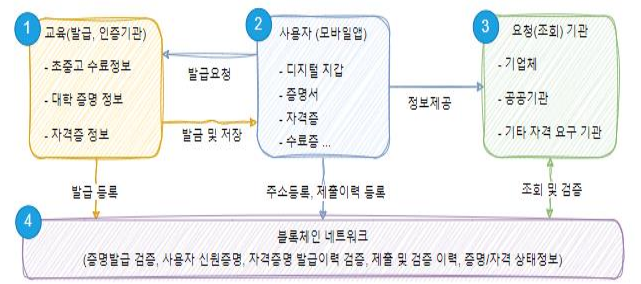 1
교육(발급, 인증기관)
- 초중고 수료정보
- 대학 증명 정보
- 자격증 정보
발급요청
발금 및 저장
2
사용자 (모바일앱)
- 디지털 지갑
- 증명서
- 자격증
- 수료증 ...
정보제공
3
요청(조회) 기관
- 기업체
- 공공기관
- 기타 자격 요구 기관
발급 등록
주소등록, 제출이력 등록
조회 및 검증
4
블록체인 네트워크
(증명발급 검증, 사용자 신원증명, 자격증명 발급이력 검증, 제출 및 검증 이력, 증명/자격 상태정보)